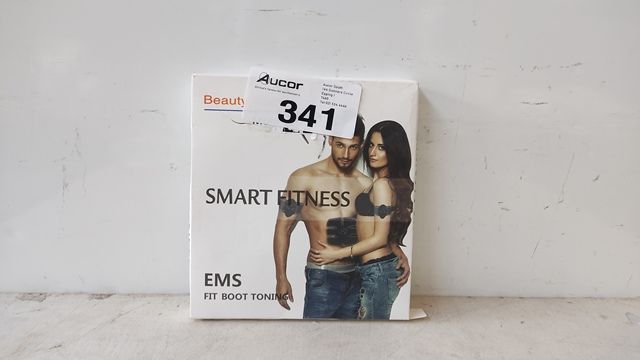 AUCOR
341
Beauty
SMART FITNESS
EMS
FIT BOOT TONING